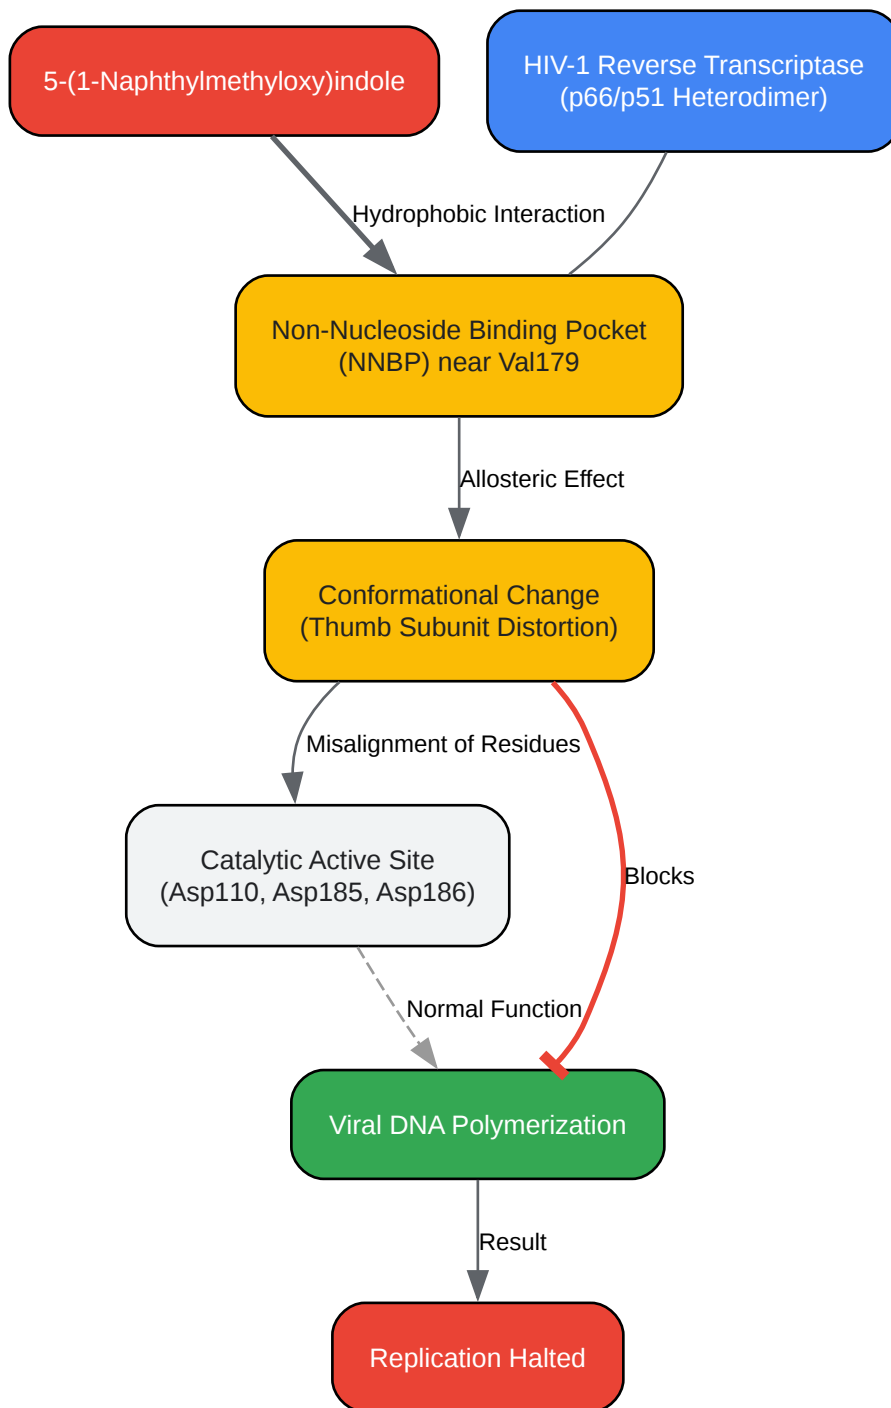 5-(1-Naphthylmethyloxy)indole
HIV-1 Reverse Transcriptase
(p66/p51 Heterodimer)
Hydrophobic Interaction
Non-Nucleoside Binding Pocket
(NNBP) near Val179
Allosteric Effect
Conformational Change
(Thumb Subunit Distortion)
Misalignment of Residues
Catalytic Active Site
(Asp110, Asp185, Asp186)
Blocks
Normal Function
Viral DNA Polymerization
Result
Replication Halted